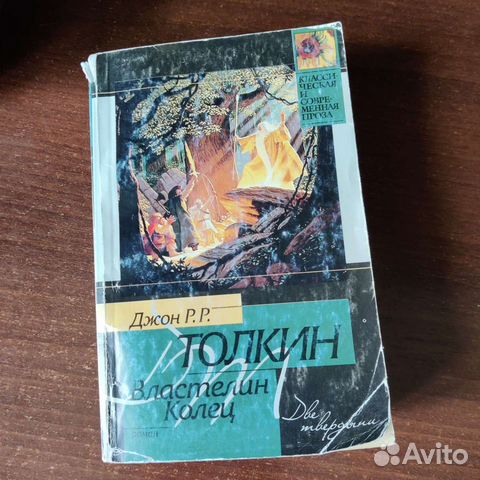 КЛАССИ
ЧЕСКАЯ
И
СОВРЕ-
МЕННАЯ
ПРОЗА
Джон Р. Р.
ТОЛКИН
Властелин
Колец
роман
Две
твердыни
Avito